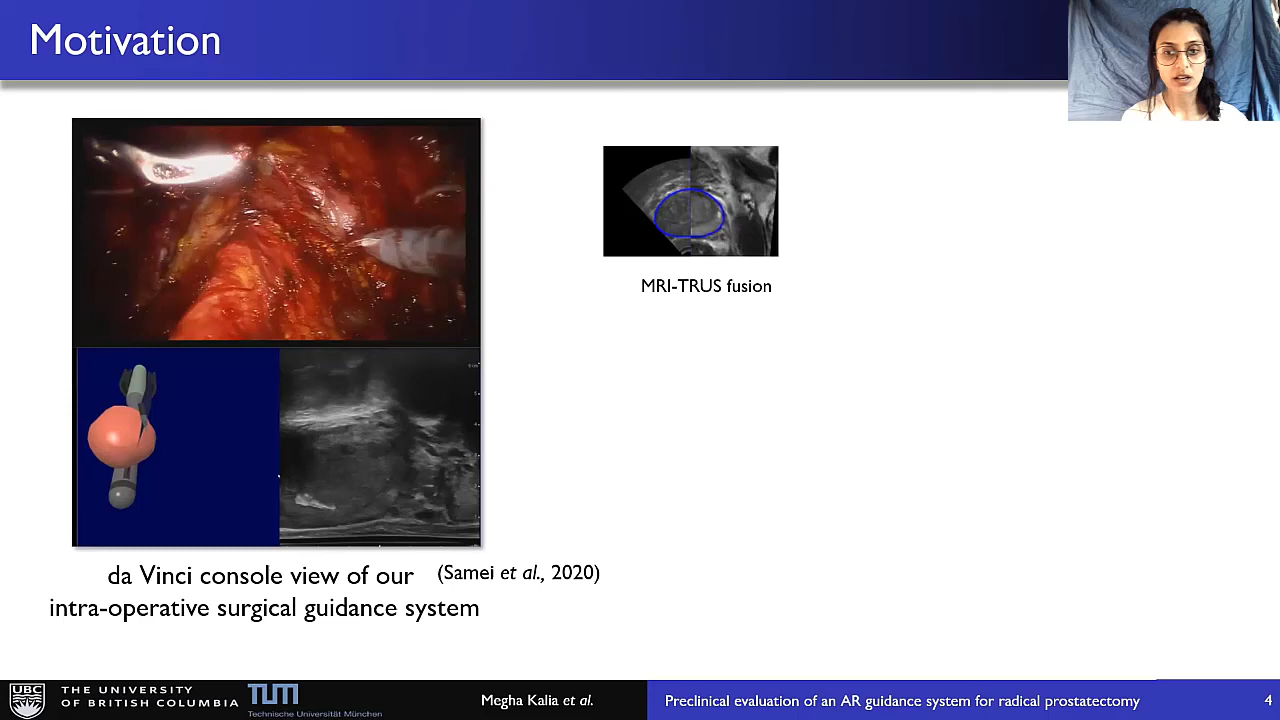 Motivation
MRI-TRUS fusion
da Vinci console view of our
(Samei et al., 2020)
intra-operative surgical guidance system
UBC
THE UNIVERSITY
OF BRITISH COLUMBIA
TUM
Technische Universität München
Megha Kalia et al.
Preclinical evaluation of an AR guidance system for radical prostatectomy
4